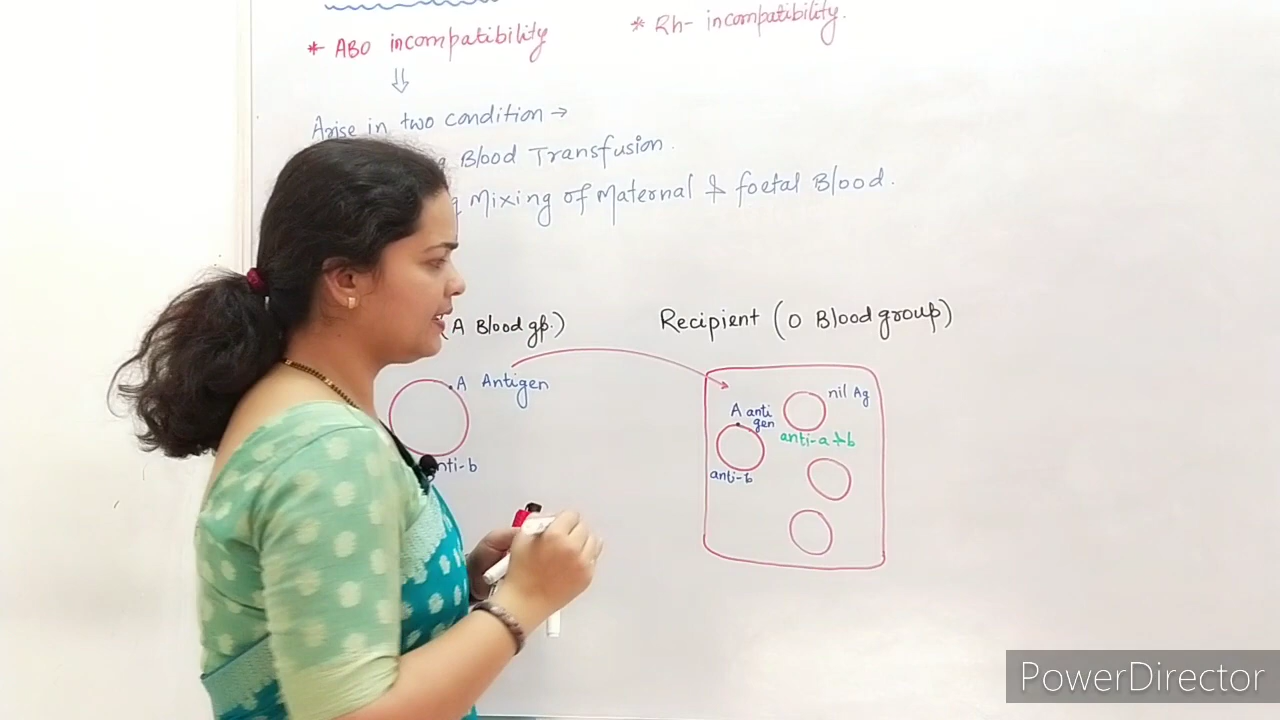 * ABO incompatibility
* Rh- incompatibility.
Arise in two condition →
g Blood Transfusion.
g Mixing of Maternal & foetal Blood.
(A Blood gp.)
Recipient (O Blood group)
A Antigen
nti-b
A anti
gen
anti-b
nil Ag
anti-a & b
PowerDirector